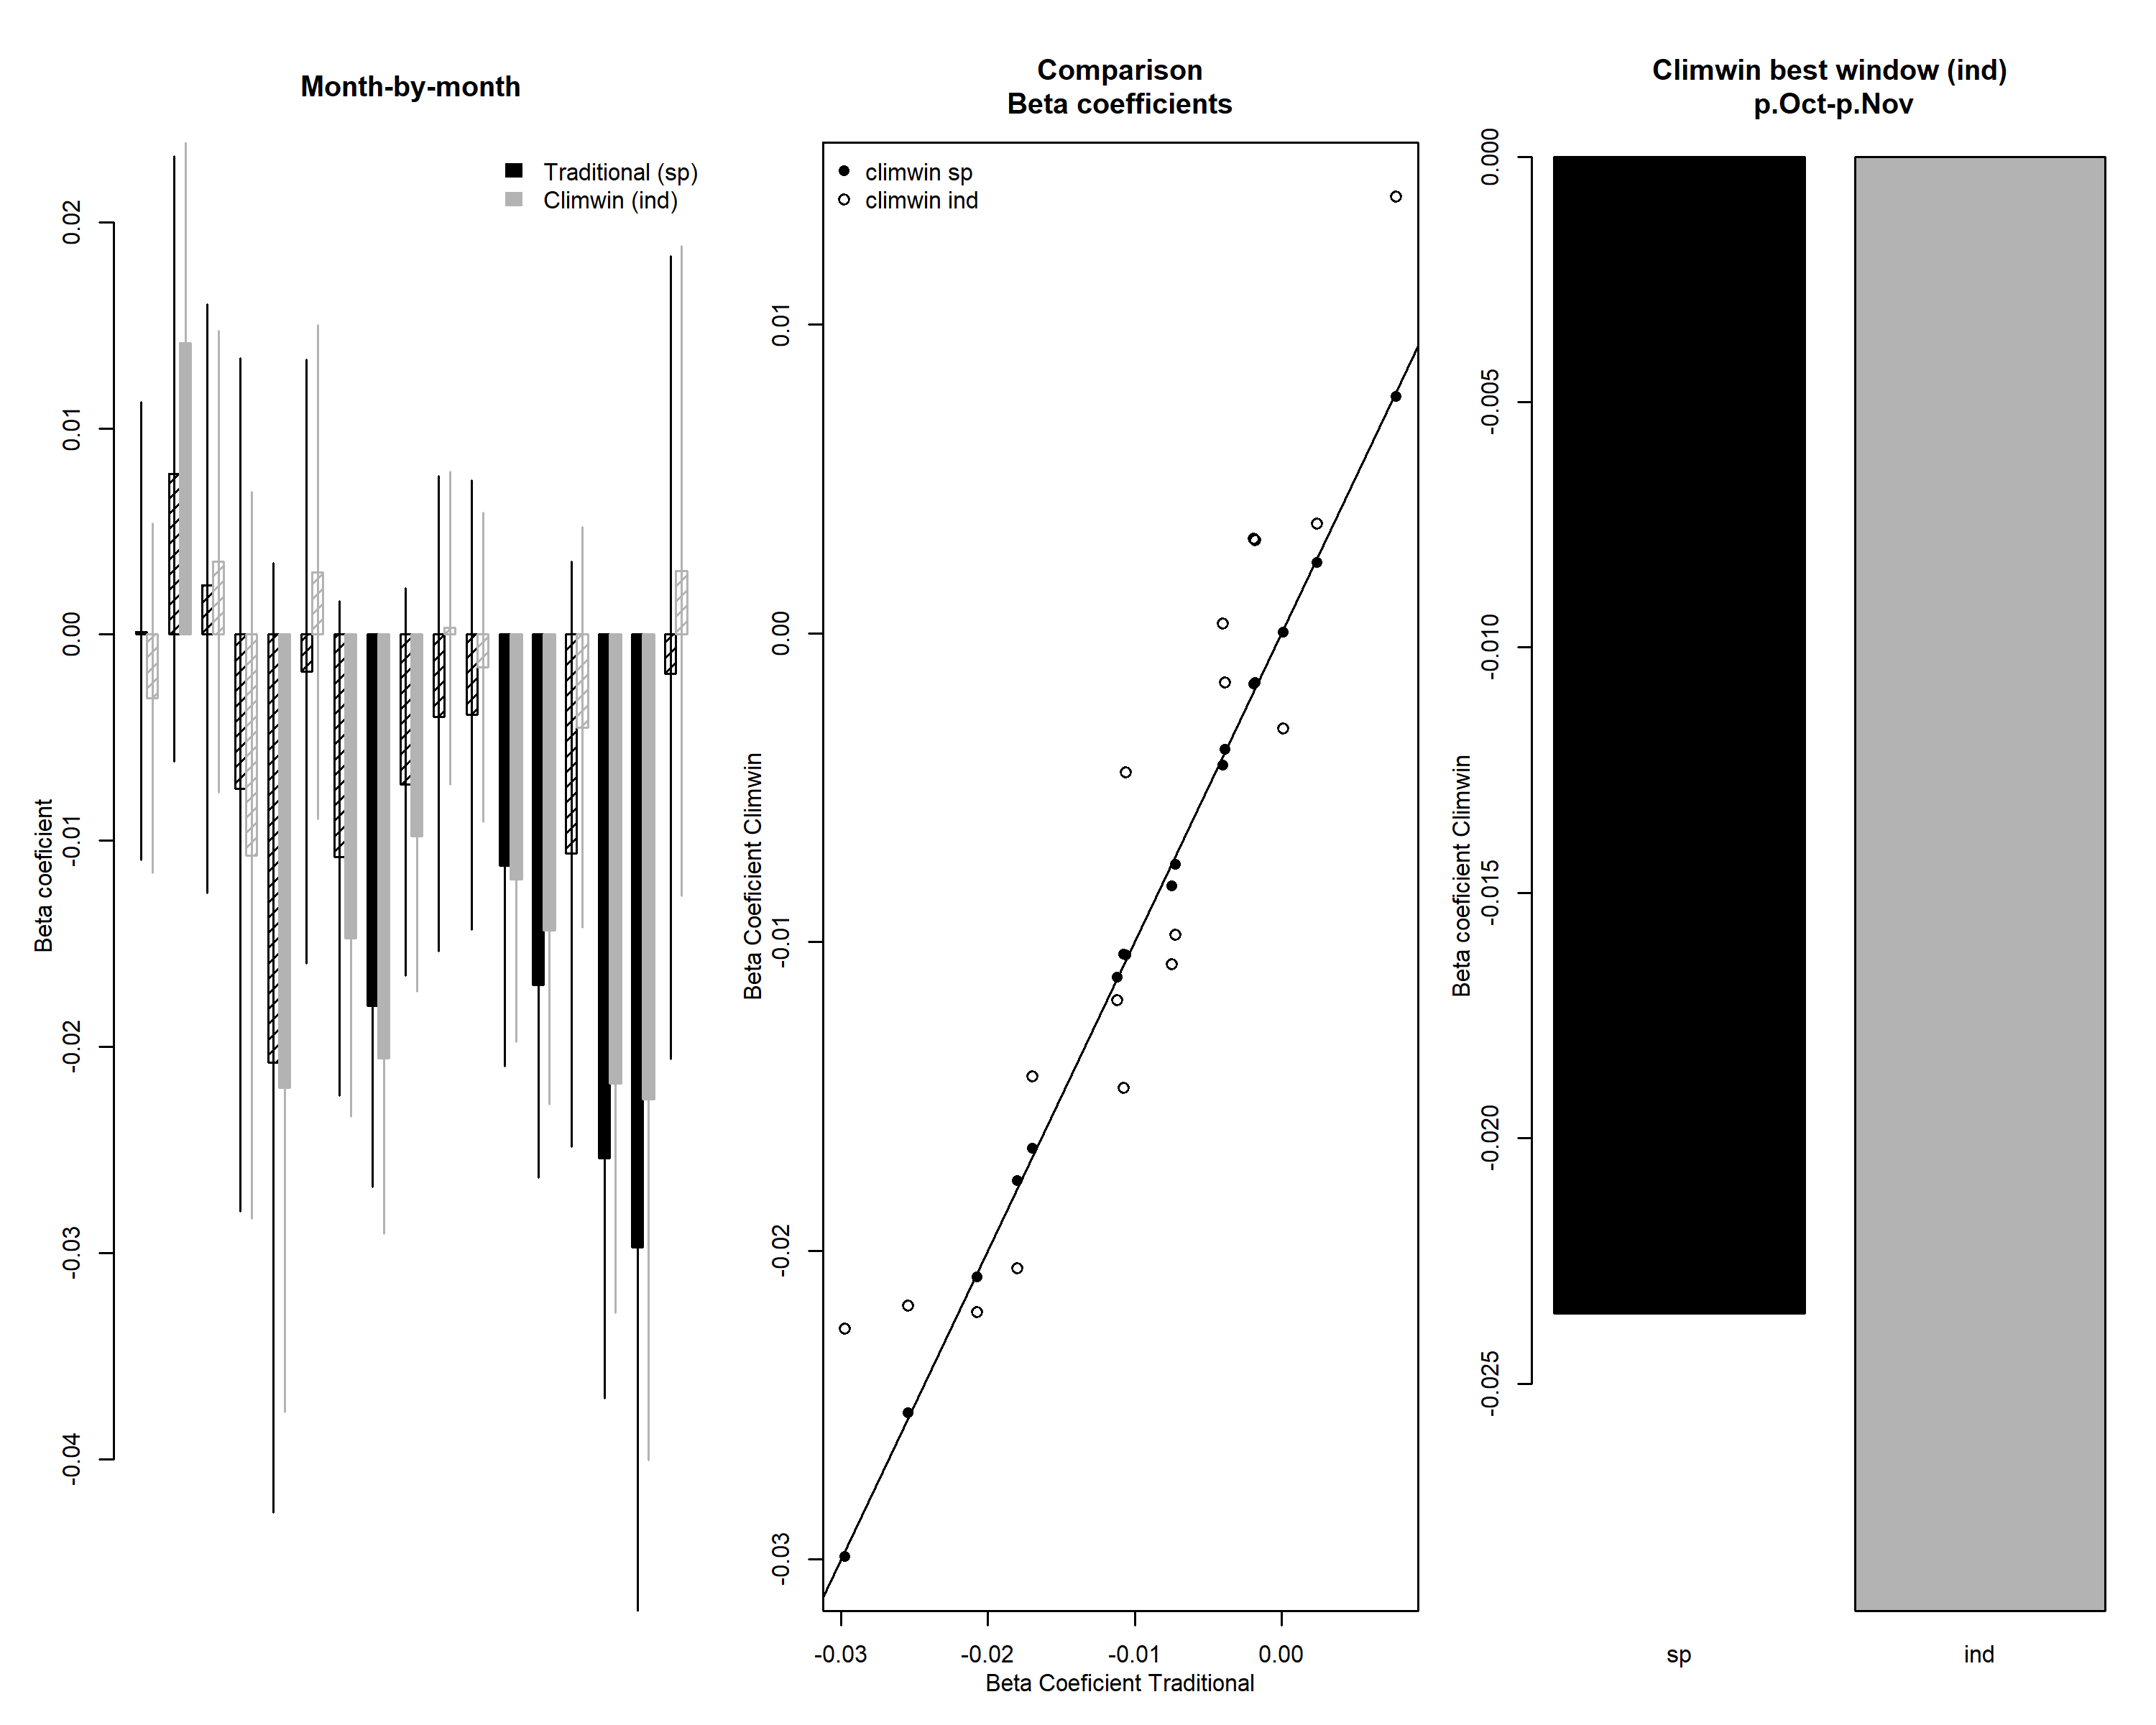 Month-by-month
Traditional (sp)
Climwin (ind)
0.02
0.01
0.00
-0.01
-0.02
-0.03
-0.04
Beta coeficient
Comparison
Beta coefficients
climwin sp
climwin ind
0.01
0.00
-0.01
-0.02
-0.03
Beta Coeficient Climwin
-0.03
-0.02
-0.01
0.00
Beta Coeficient Traditional
Climwin best window (ind)
p.Oct-p.Nov
0.000
-0.005
-0.010
-0.015
-0.020
-0.025
Beta coeficient Climwin
sp
ind